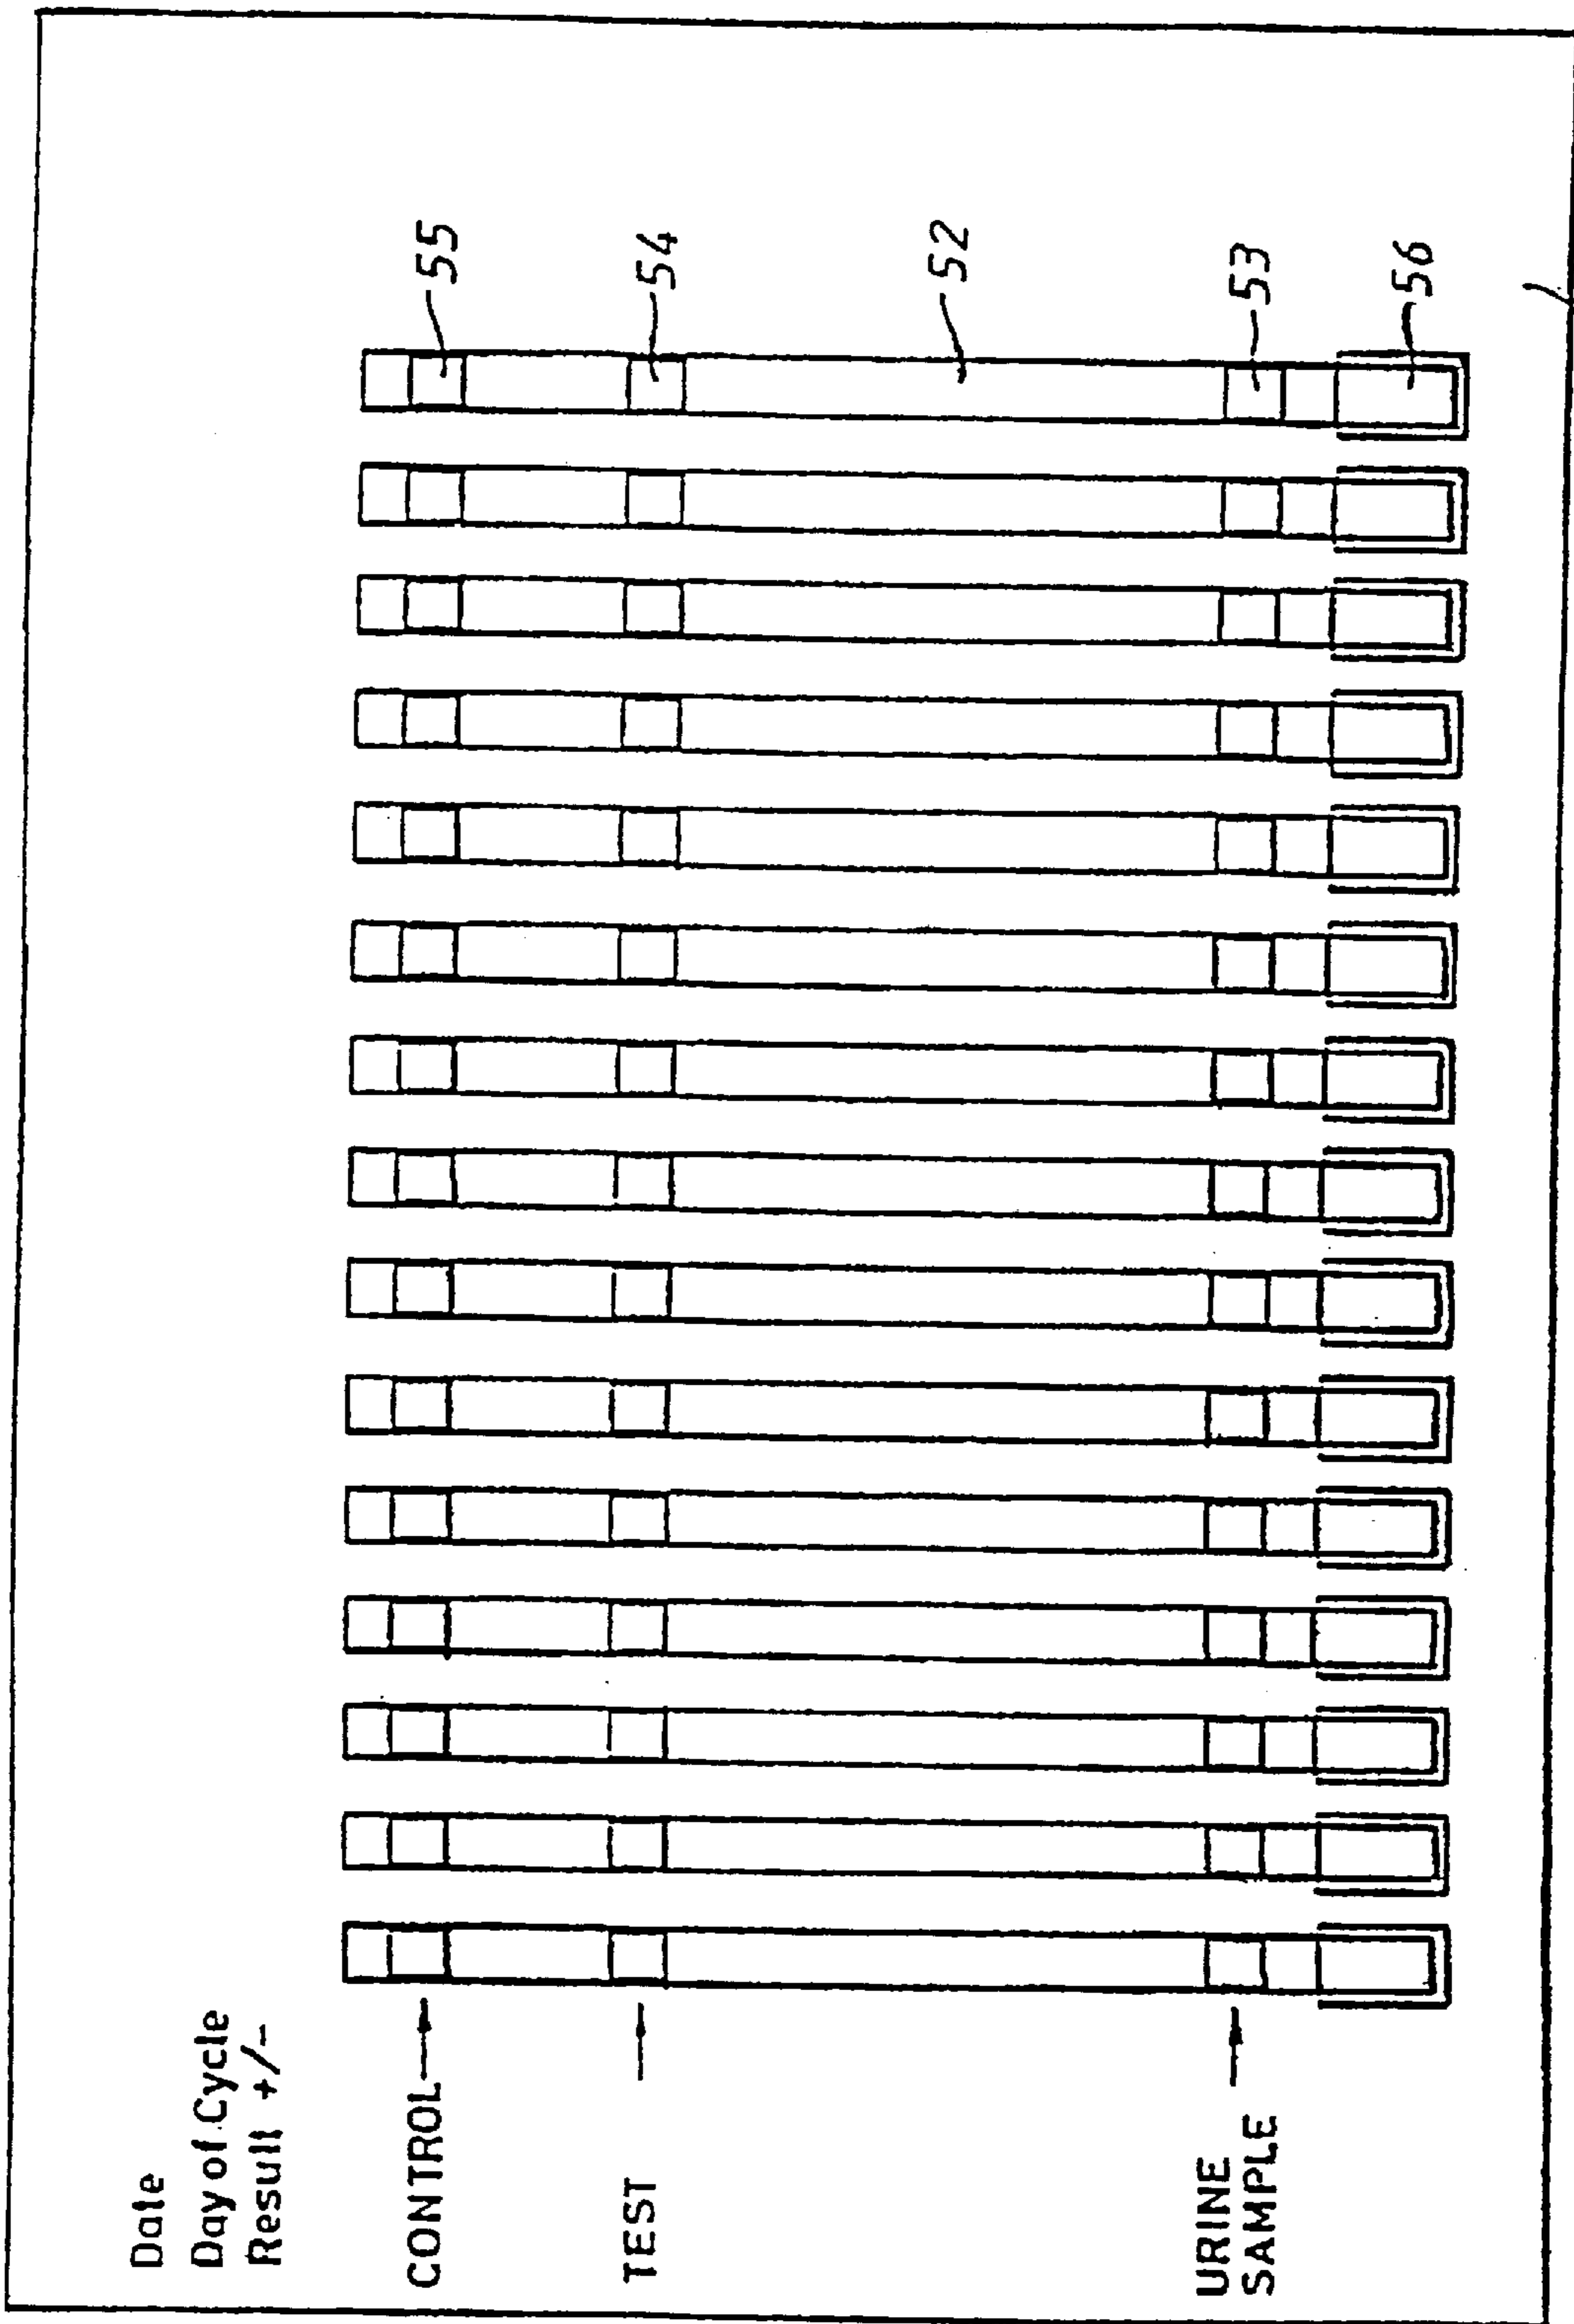 Date
Day of Cycle
Result +/-
CONTROL
TEST
URINE
SAMPLE
55
54
52
53
56